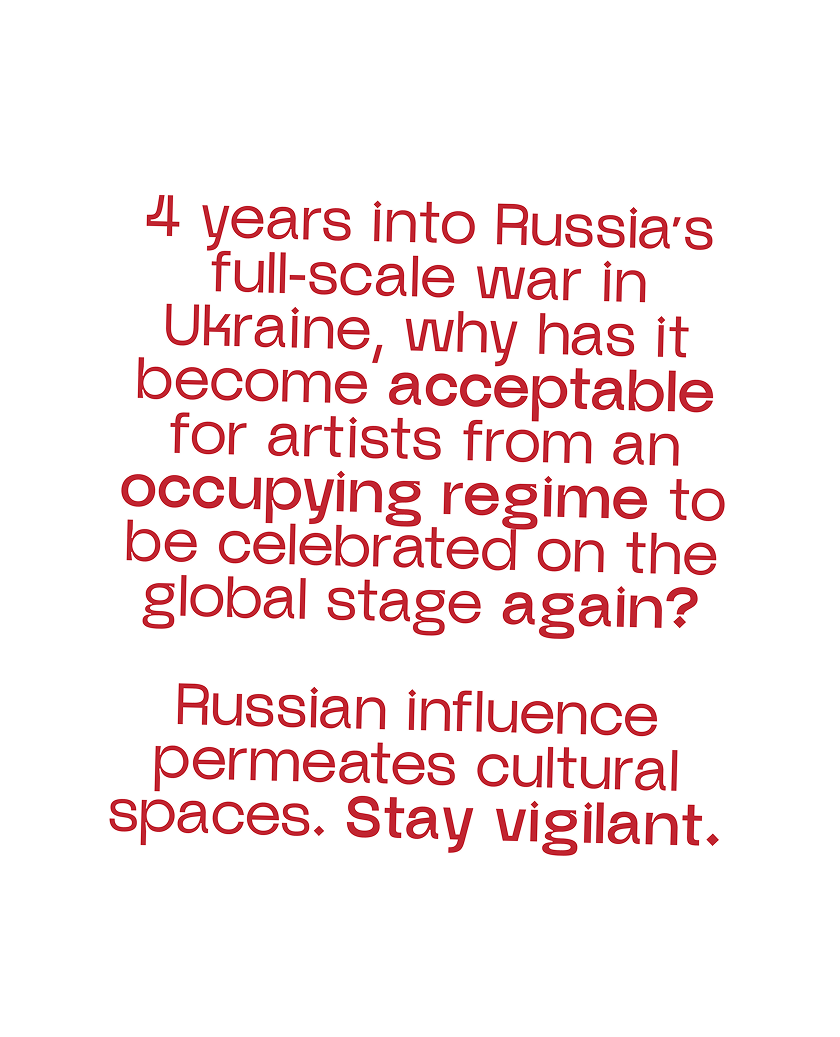 4 years into Russia’s
full-scale war in
Ukraine, why has it
become acceptable
for artists from an
occupying regime to
be celebrated on the
global stage again?
Russian influence
permeates cultural
spaces. Stay vigilant.